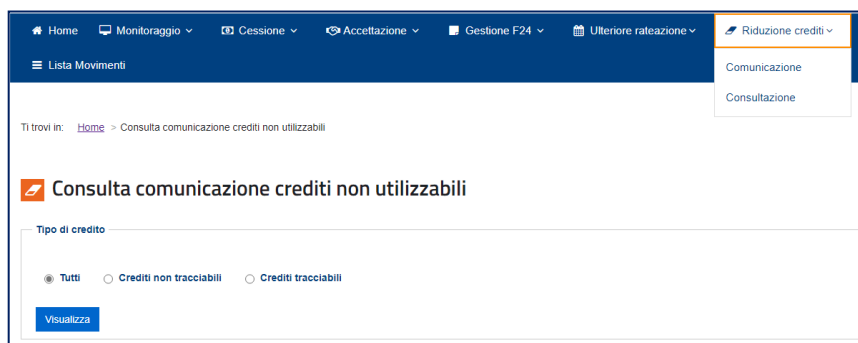 Home Monitoraggio Cessione Accettazione Gestione F24 Ulteriore rateazione Riduzione crediti
Lista Movimenti
Comunicazione
Consultazione
Ti trovi in: Home > Consulta comunicazione crediti non utilizzabili
Consulta comunicazione crediti non utilizzabili
Tipo di credito
Tutti Crediti non tracciabili Crediti tracciabili
Visualizza